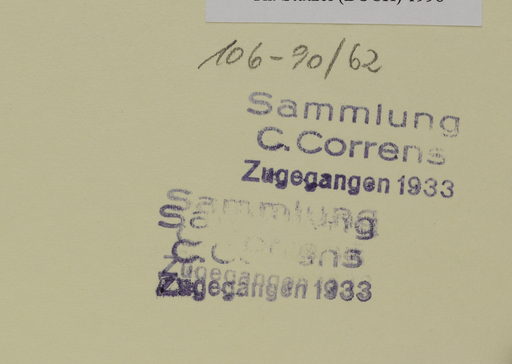 106-90/62
Sammlung
C. Correns
Zugegangen 1933
Sammlung
C. Correns
Zugegangen 1933